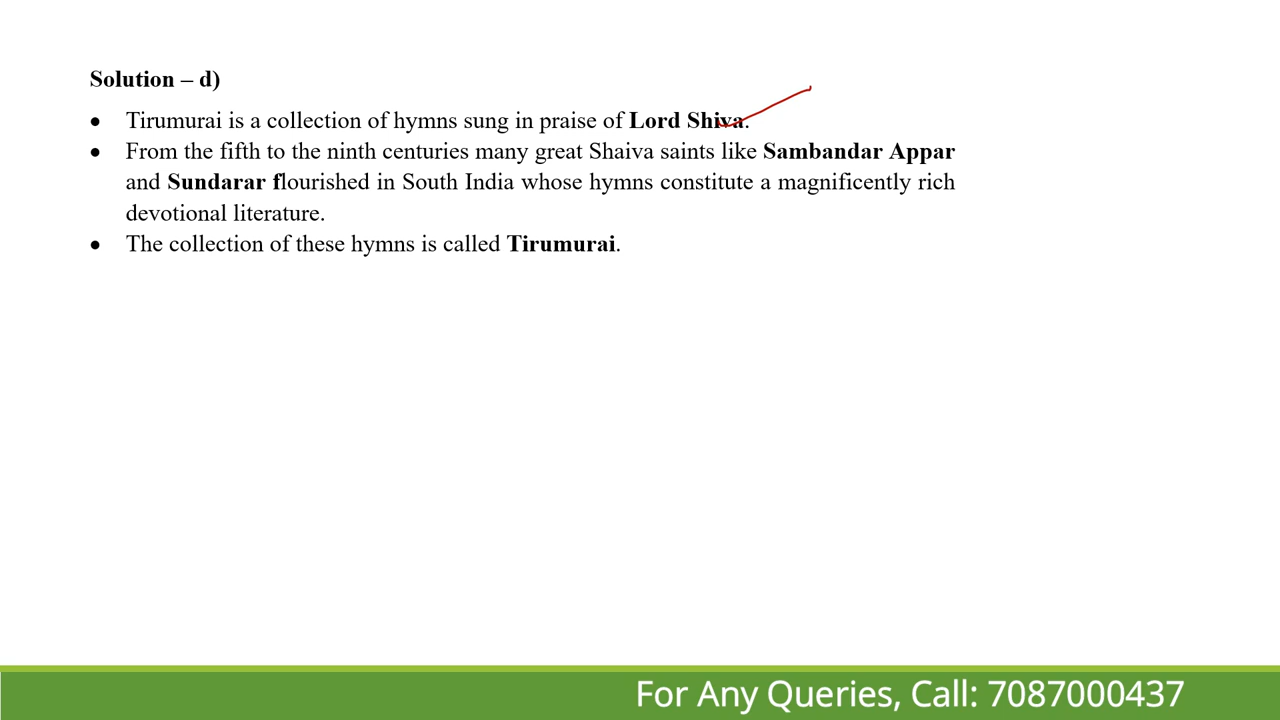 Solution – d)
• Tirumurai is a collection of hymns sung in praise of Lord Shiva.
• From the fifth to the ninth centuries many great Shaiva saints like Sambandar Appar
and Sundarar flourished in South India whose hymns constitute a magnificently rich
devotional literature.
• The collection of these hymns is called Tirumurai.
For Any Queries, Call: 7087000437